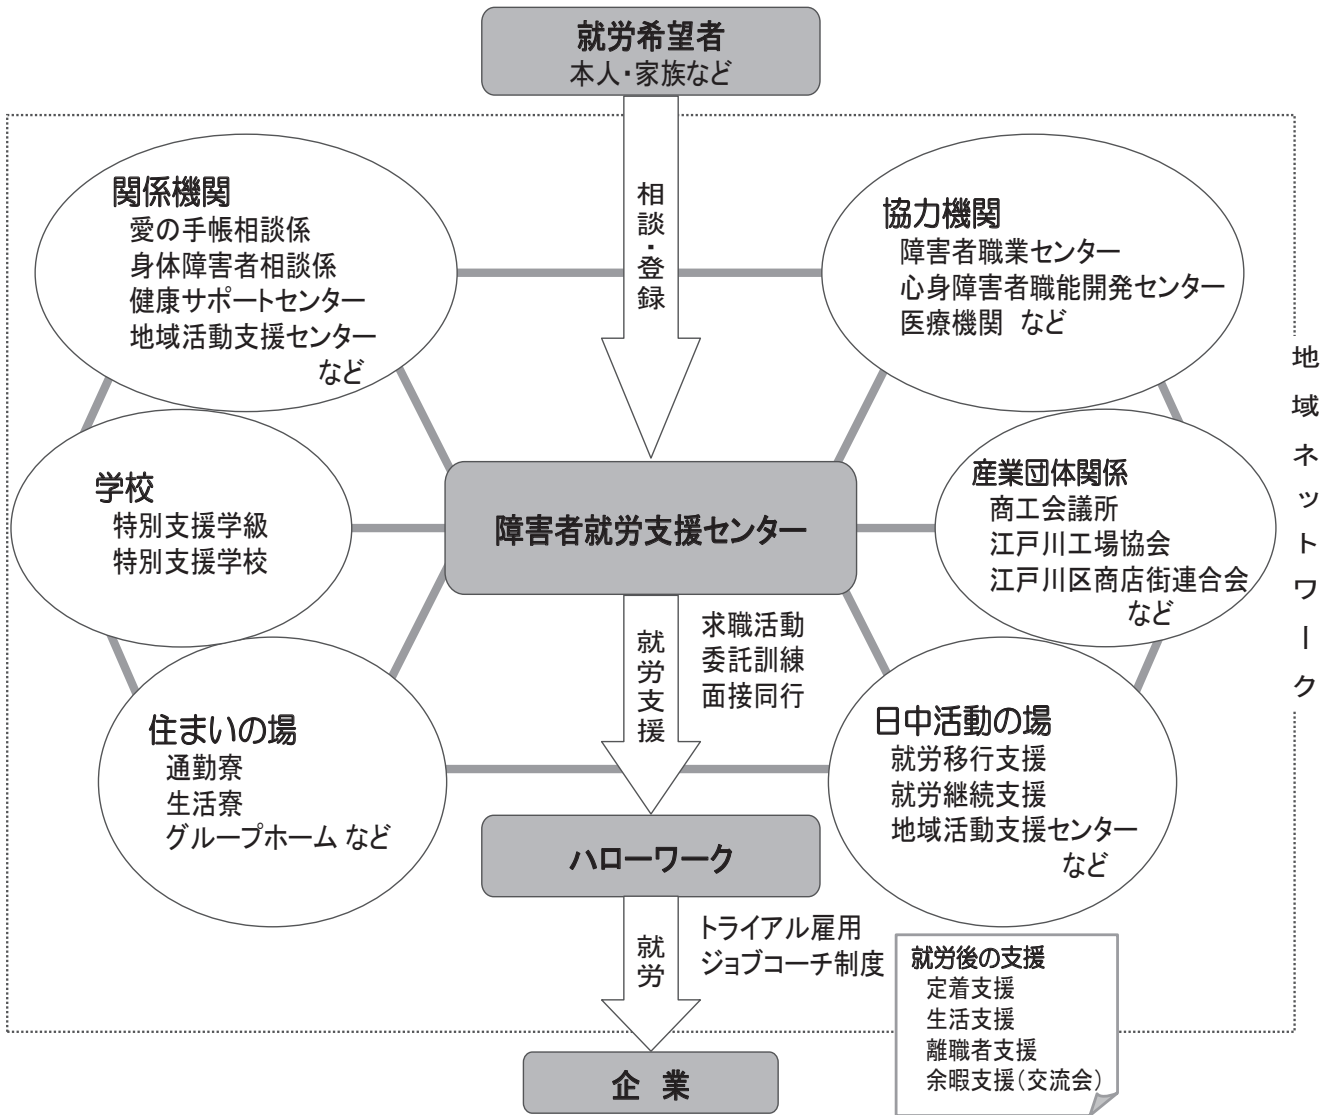 就労希望者
本人・家族など
相談・登録
関係機関
愛の手帳相談係
身体障害者相談係
健康サポートセンター
地域活動支援センター
など
協力機関
障害者職業センター
心身障害者職能開発センター
医療機関 など
地域ネットワーク
学校
特別支援学級
特別支援学校
障害者就労支援センター
産業団体関係
商工会議所
江戸川工場協会
江戸川区商店街連合会
など
就労支援
求職活動
委託訓練
面接同行
住まいの場
通勤寮
生活寮
グループホーム など
日中活動の場
就労移行支援
就労継続支援
地域活動支援センター
など
ハローワーク
就労
トライアル雇用
ジョブコーチ制度
就労後の支援
定着支援
生活支援
離職者支援
余暇支援(交流会)
企 業